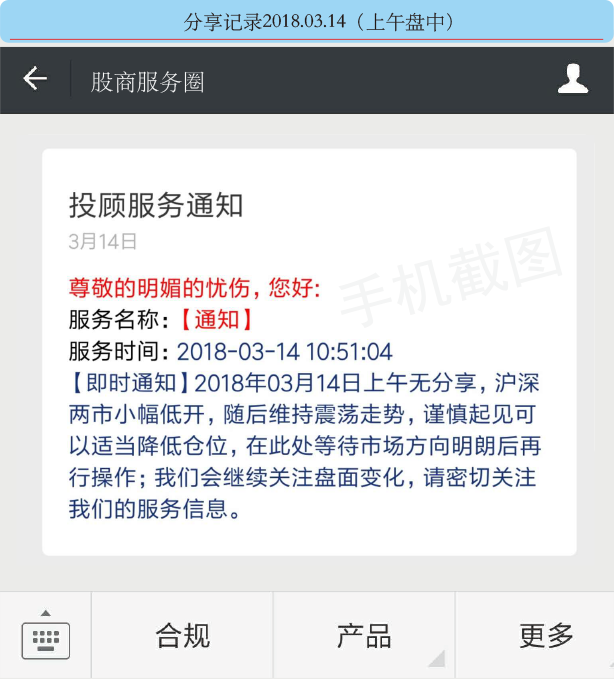 分享记录2018.03.14（上午盘中）
股商服务圈
投顾服务通知
3月14日
手机截图
尊敬的明媚的忧伤，您好:
服务名称：【通知】
服务时间：2018-03-14 10:51:04
【即时通知】2018年03月14日上午无分享，沪深
两市小幅低开，随后维持震荡走势，谨慎起见可
以适当降低仓位，在此处等待市场方向明朗后再
行操作；我们会继续关注盘面变化，请密切关注
我们的服务信息。
合规
产品
更多